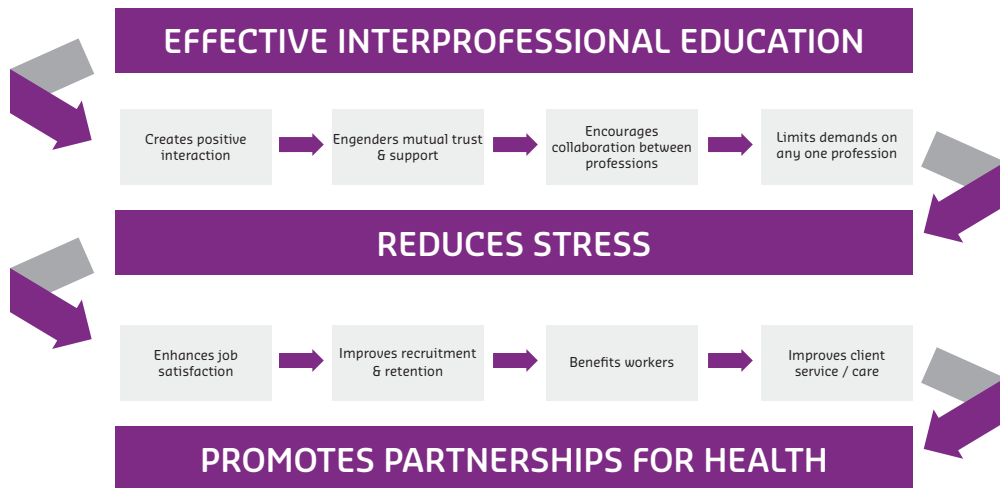 EFFECTIVE INTERPROFESSIONAL EDUCATION
Creates positive
interaction
Engenders mutual trust
& support
Encourages
collaboration between
professions
Limits demands on
any one profession
REDUCES STRESS
Enhances job
satisfaction
Improves recruitment
& retention
Benefits workers
Improves client
service / care
PROMOTES PARTNERSHIPS FOR HEALTH